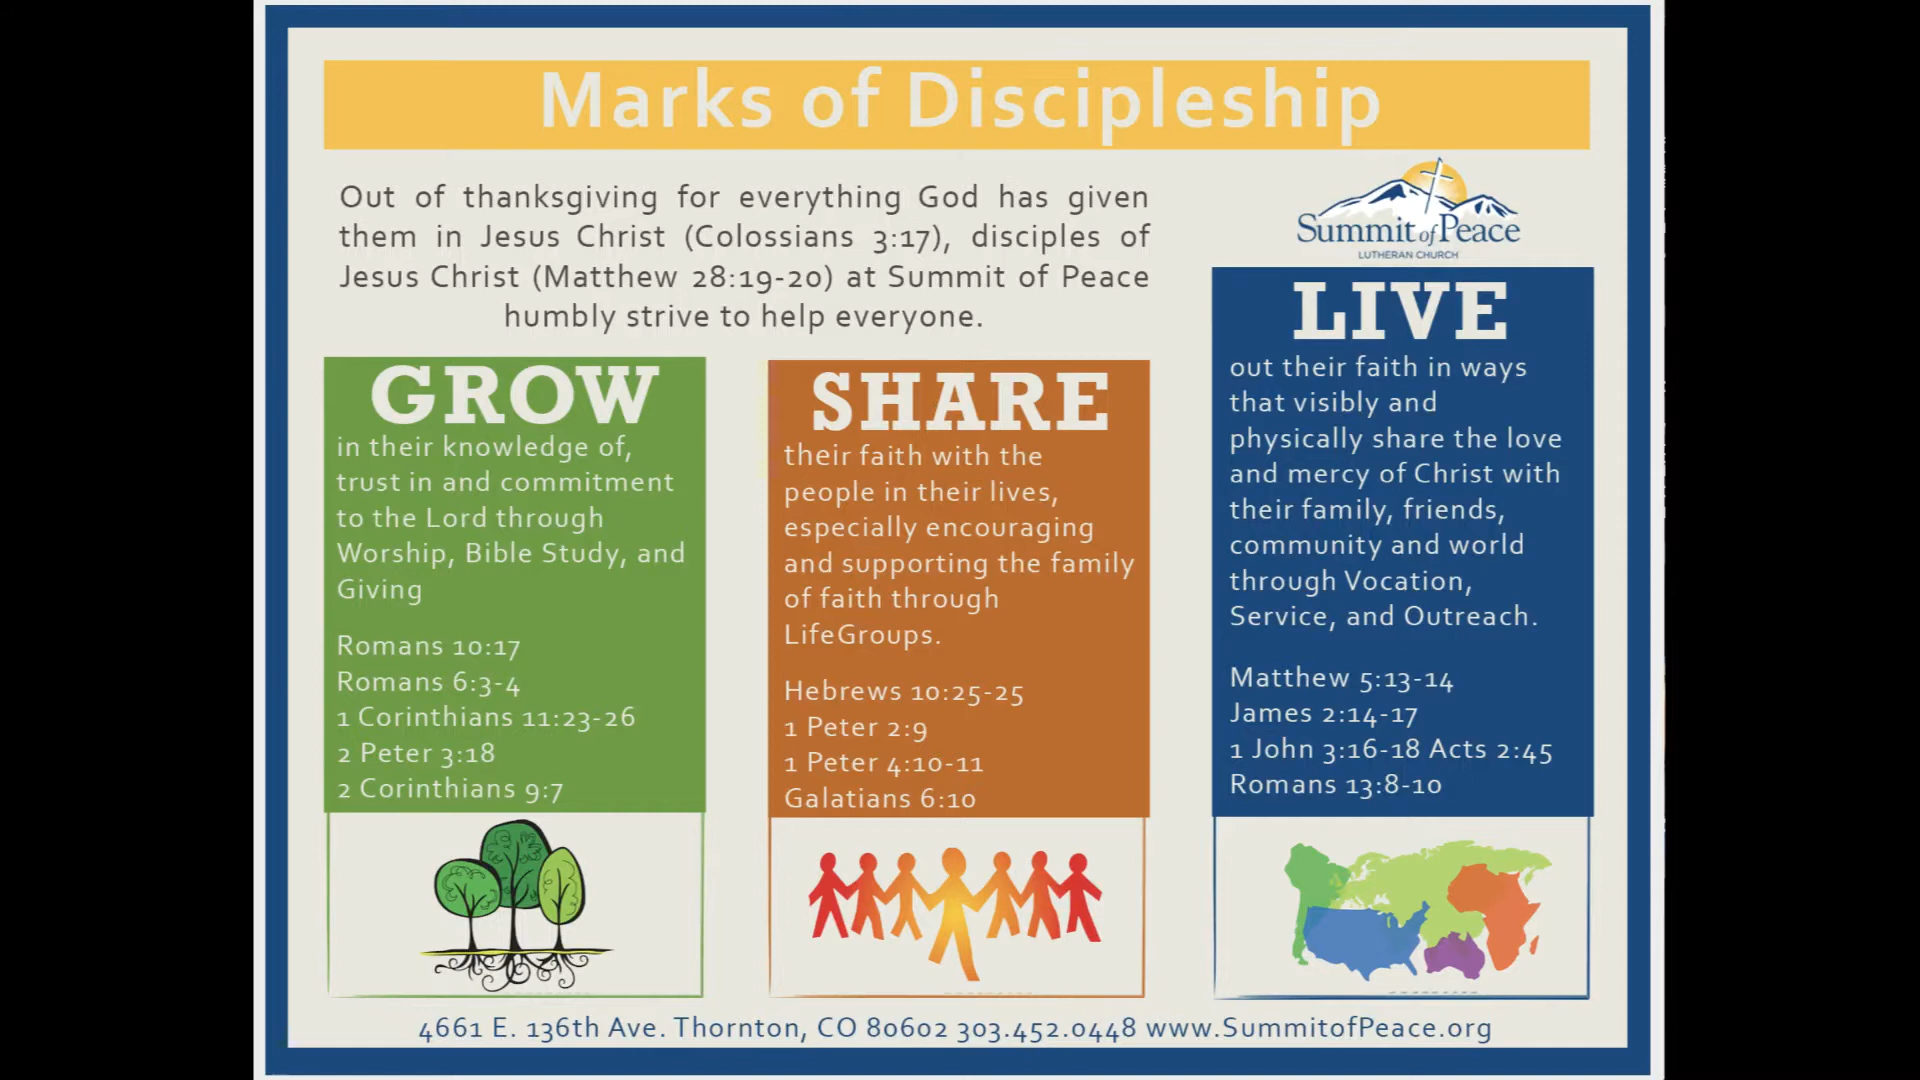 Marks of Discipleship
Out of thanksgiving for everything God has given
them in Jesus Christ (Colossians 3:17), disciples of
Jesus Christ (Matthew 28:19-20) at Summit of Peace
humbly strive to help everyone.
Summit of Peace
LUTHERAN CHURCH
GROW
in their knowledge of,
trust in and commitment
to the Lord through
Worship, Bible Study, and
Giving
Romans 10:17
Romans 6:3-4
1 Corinthians 11:23-26
2 Peter 3:18
2 Corinthians 9:7
SHARE
their faith with the
people in their lives,
especially encouraging
and supporting the family
of faith through
LifeGroups.
Hebrews 10:25-25
1 Peter 2:9
1 Peter 4:10-11
Galatians 6:10
LIVE
out their faith in ways
that visibly and
physically share the love
and mercy of Christ with
their family, friends,
community and world
through Vocation,
Service, and Outreach.
Matthew 5:13-14
James 2:14-17
1 John 3:16-18 Acts 2:45
Romans 13:8-10
4661 E. 136th Ave. Thornton, CO 80602 303.452.0448 www.SummitofPeace.org